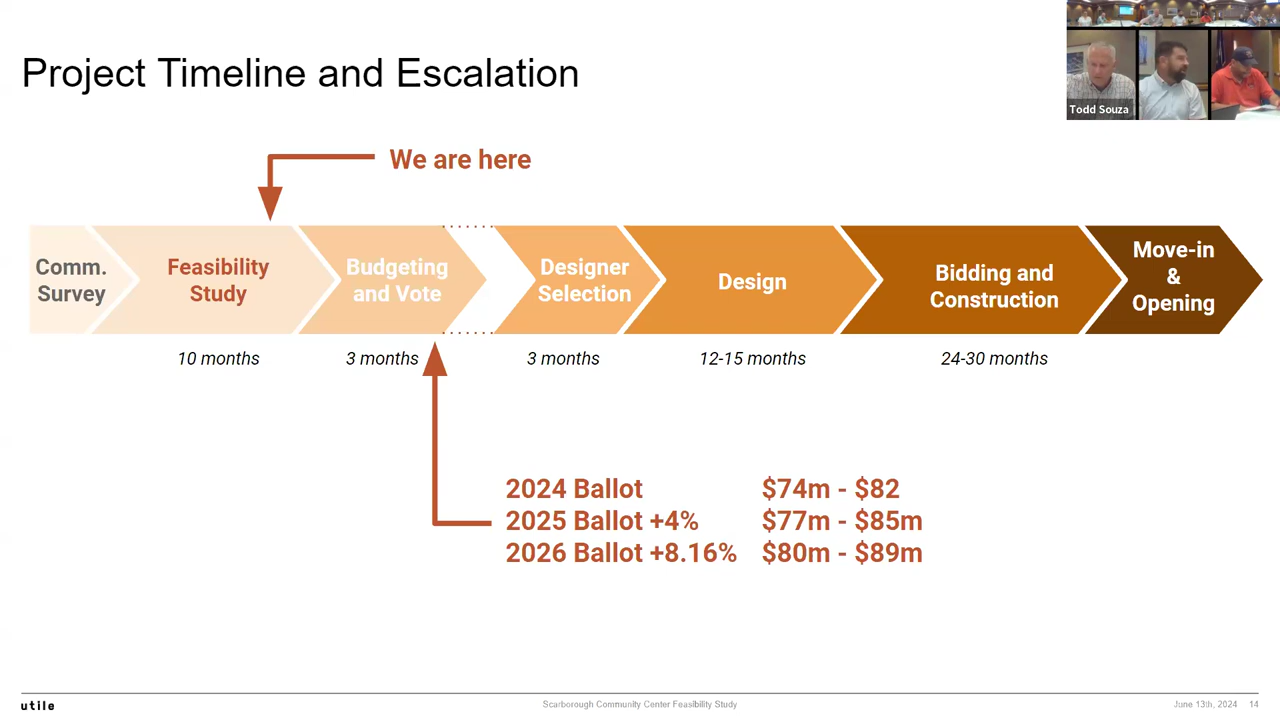 Project Timeline and Escalation
Todd Souza
We are here
Comm.
Survey
Feasibility
Study
Budgeting
and Vote
Designer
Selection
Design
Bidding and
Construction
Move-in
&
Opening
10 months
3 months
3 months
12-15 months
24-30 months
2024 Ballot $74m - $82
2025 Ballot +4% $77m - $85m
2026 Ballot +8.16% $80m - $89m
utile
Scarborough Community Center Feasibility Study
June 13th, 2024 14